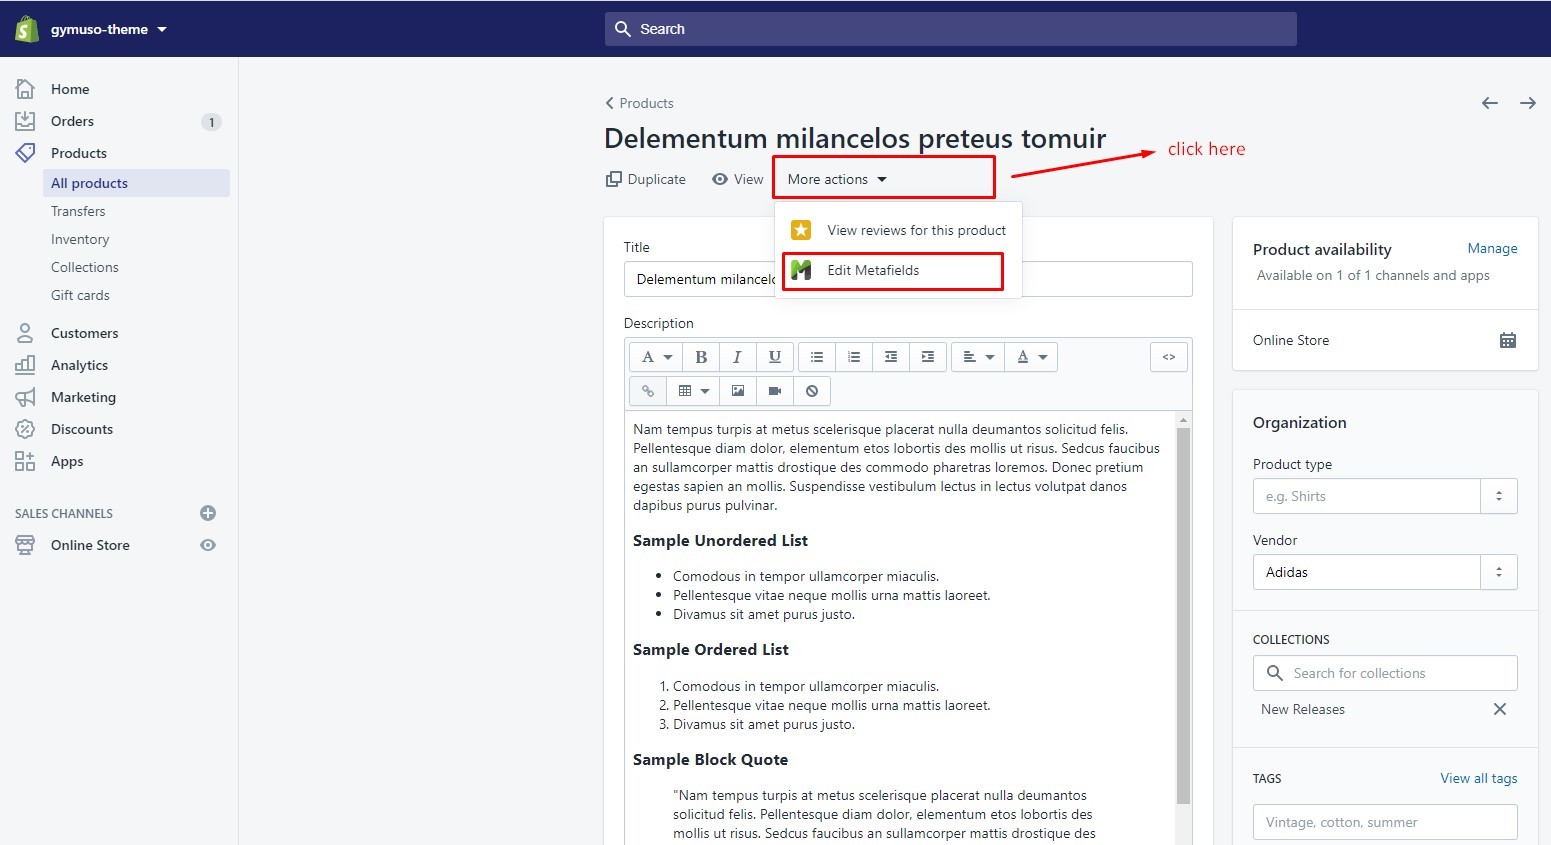 gymuso-theme
Search
Home
Orders 1
Products
All products
Transfers
Inventory
Collections
Gift cards
Customers
Analytics
Marketing
Discounts
Apps
SALES CHANNELS
Online Store
Products
Delementum milancelos preteus tomuir
click here
Duplicate View More actions
View reviews for this product
Edit Metafields
Title
Delementum milancelo
Description
A B I U A <>
Nam tempus turpis at metus scelerisque placerat nulla deumantos solicitud felis.
Pellentesque diam dolor, elementum etos lobortis des mollis ut risus. Sedcus faucibus
an sullamcorper mattis drostique des commodo pharetras loremos. Donec pretium
egestas sapien an mollis. Suspendisse vestibulum lectus in lectus volutpat danos
dapibus purus pulvinar.
Sample Unordered List
• Comodous in tempor ullamcorper miaculis.
• Pellentesque vitae neque mollis urna mattis laoreet.
• Divamus sit amet purus justo.
Sample Ordered List
1. Comodous in tempor ullamcorper miaculis.
2. Pellentesque vitae neque mollis urna mattis laoreet.
3. Divamus sit amet purus justo.
Sample Block Quote
"Nam tempus turpis at metus scelerisque placerat nulla deumantos
solicitud felis. Pellentesque diam dolor, elementum etos lobortis des
mollis ut risus. Sedcus faucibus an sullamcorper mattis drostique des
Product availability Manage
Available on 1 of 1 channels and apps
Online Store
Organization
Product type
e.g. Shirts
Vendor
Adidas
COLLECTIONS
Search for collections
New Releases
TAGS View all tags
Vintage, cotton, summer